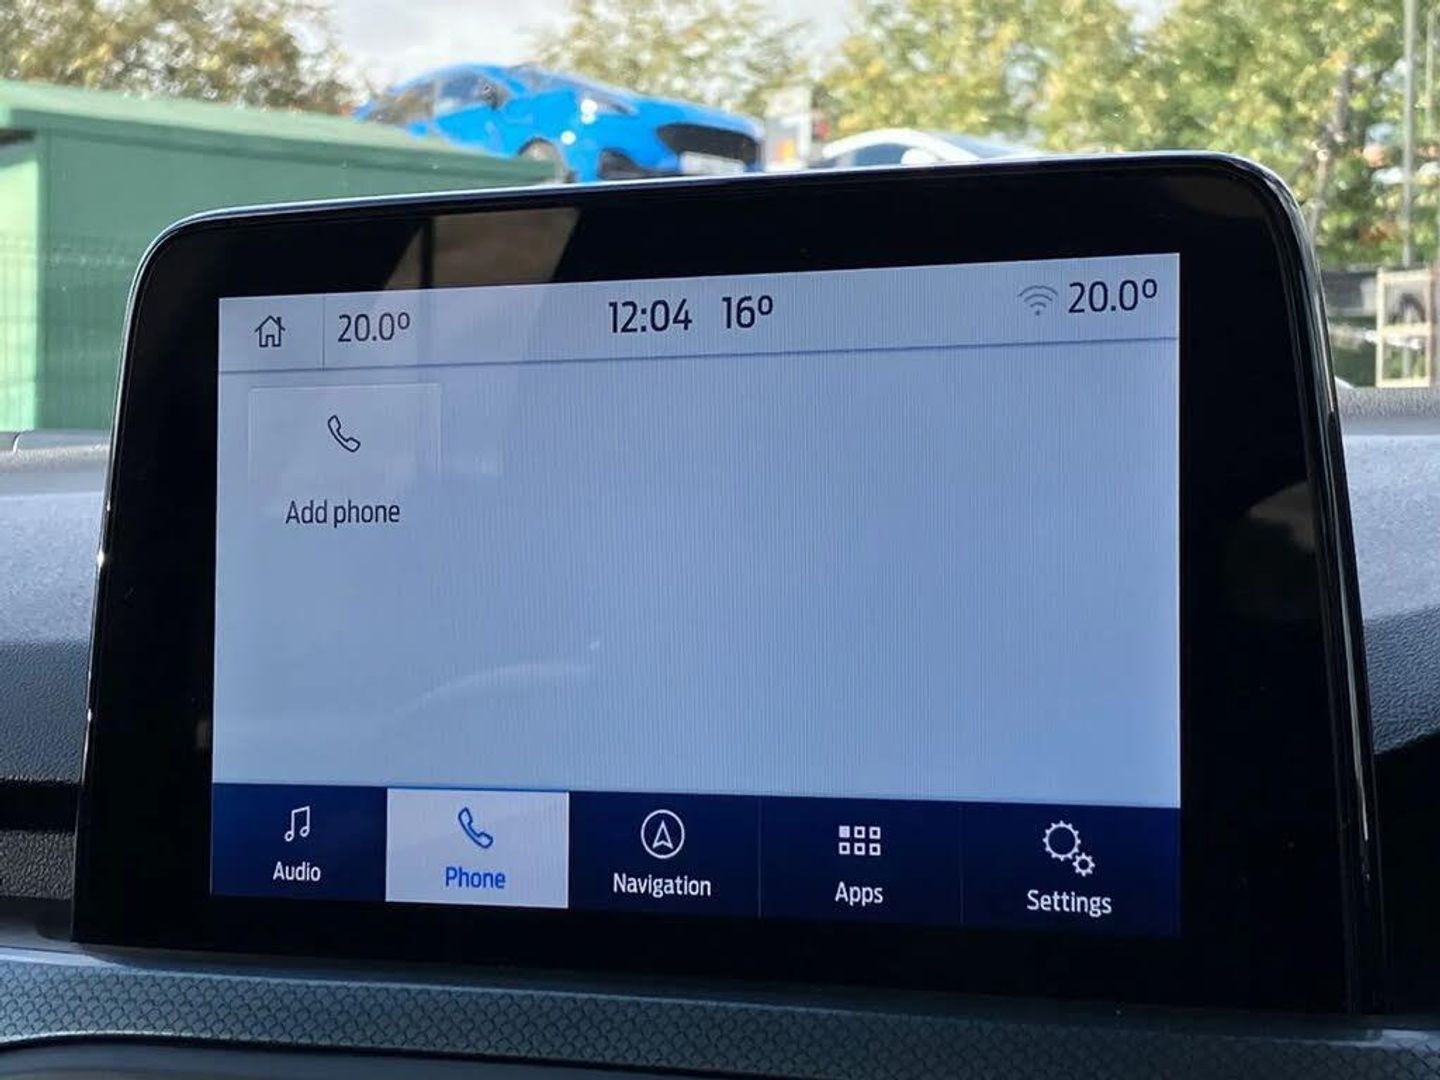 20.0º 12:04 16º 20.0º
Add phone
Audio Phone Navigation Apps Settings